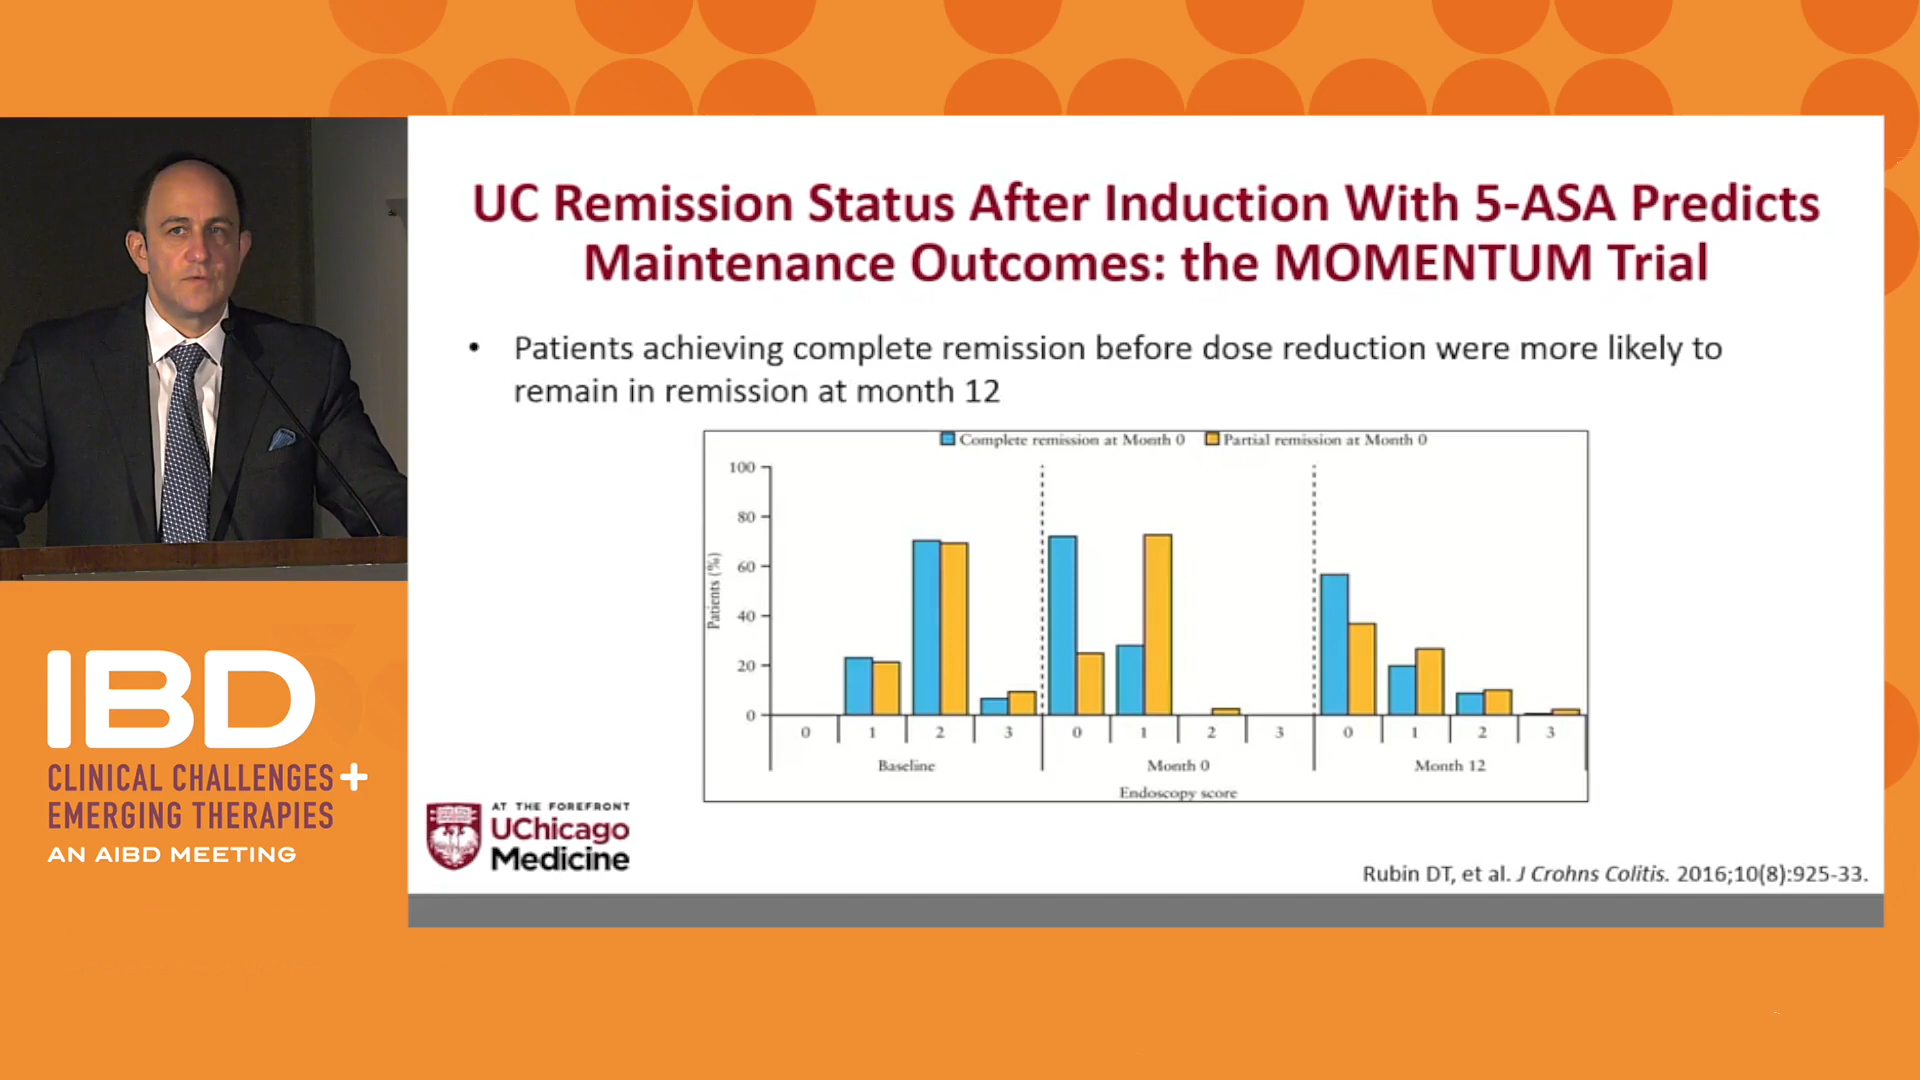 UC Remission Status After Induction With 5-ASA Predicts
Maintenance Outcomes: the MOMENTUM Trial
• Patients achieving complete remission before dose reduction were more likely to
remain in remission at month 12
Complete remission at Month 0 Partial remission at Month 0
Patients (%)
100
80
60
40
20
0
0 1 2 3 0 1 2 3 0 1 2 3
Baseline Month 0 Month 12
Endoscopy score
AT THE FOREFRONT
UChicago
Medicine
Rubin DT, et al. J Crohns Colitis. 2016;10(8):925-33.
IBD
CLINICAL CHALLENGES +
EMERGING THERAPIES
AN AIBD MEETING